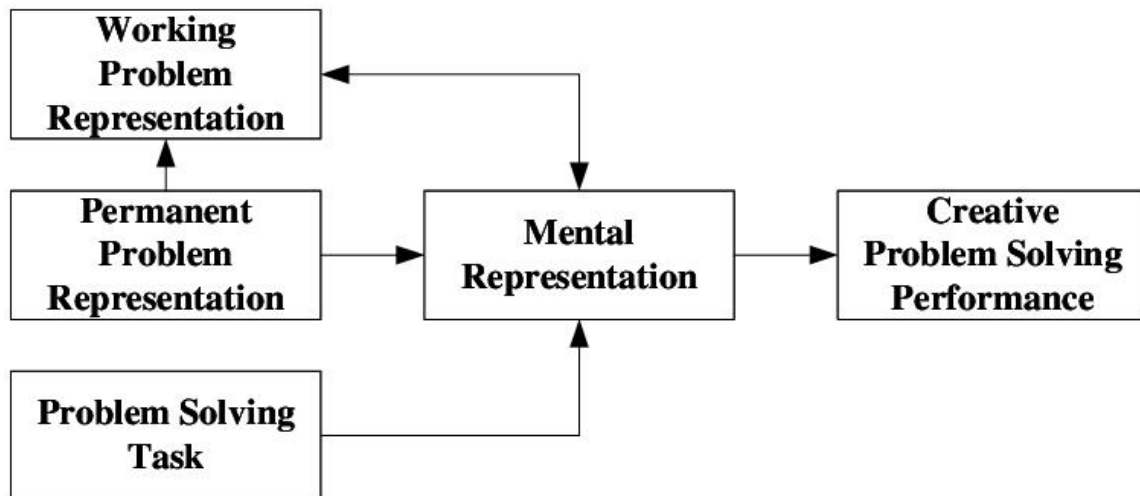 Working
Problem
Representation
Permanent
Problem
Representation
Mental
Representation
Creative
Problem Solving
Performance
Problem Solving
Task